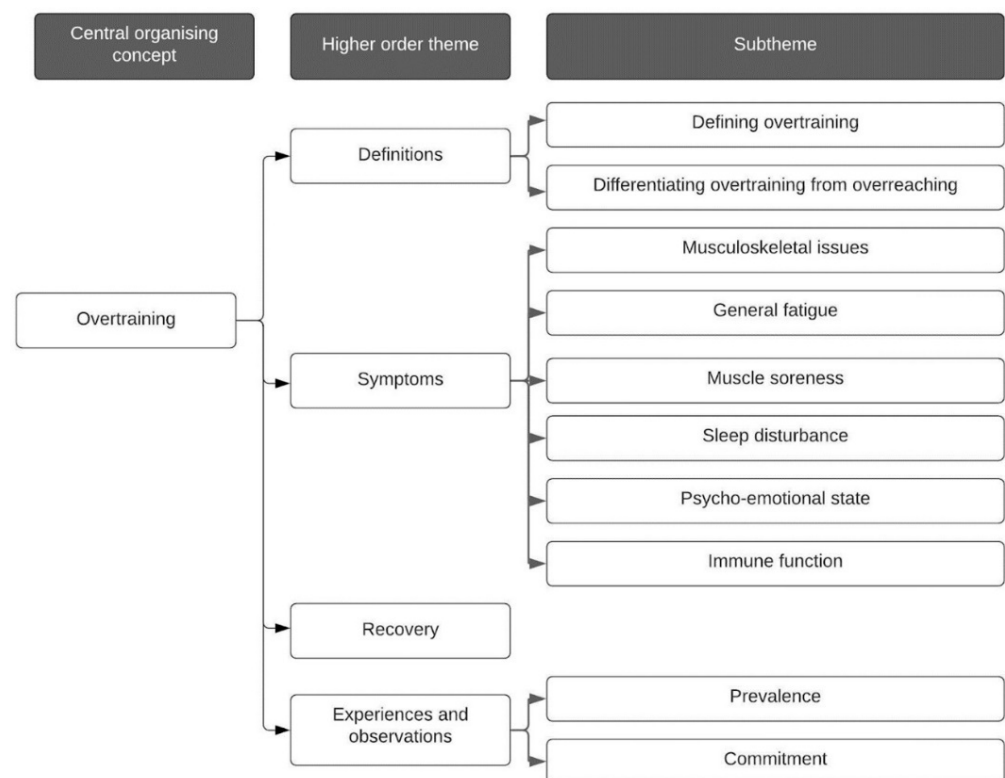 Central organising
concept
Higher order theme
Subtheme
Definitions
Defining overtraining
Differentiating overtraining from overreaching
Overtraining
Symptoms
Musculoskeletal issues
General fatigue
Muscle soreness
Sleep disturbance
Psycho-emotional state
Immune function
Recovery
Experiences and
observations
Prevalence
Commitment